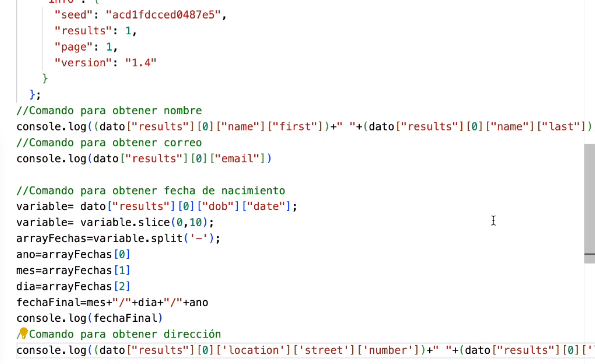 "info": {
"seed": "acd1fdcced0487e5",
"results": 1,
"page": 1,
"version": "1.4"
}
};
//Comando para obtener nombre
console.log((dato["results"][0]["name"]["first"])+" "+(dato["results"][0]["name"]["last"])
//Comando para obtener correo
console.log(dato["results"][0]["email"])
//Comando para obtener fecha de nacimiento
variable= dato["results"][0]["dob"]["date"];
variable= variable.slice(0,10);
arrayFechas=variable.split('-');
ano=arrayFechas[0]
mes=arrayFechas[1]
dia=arrayFechas[2]
fechaFinal=mes+"/"+dia+"/"+ano
console.log(fechaFinal)
//Comando para obtener dirección
console.log((dato["results"][0]['location']['street']['number'])+" "+(dato["results"][0]['